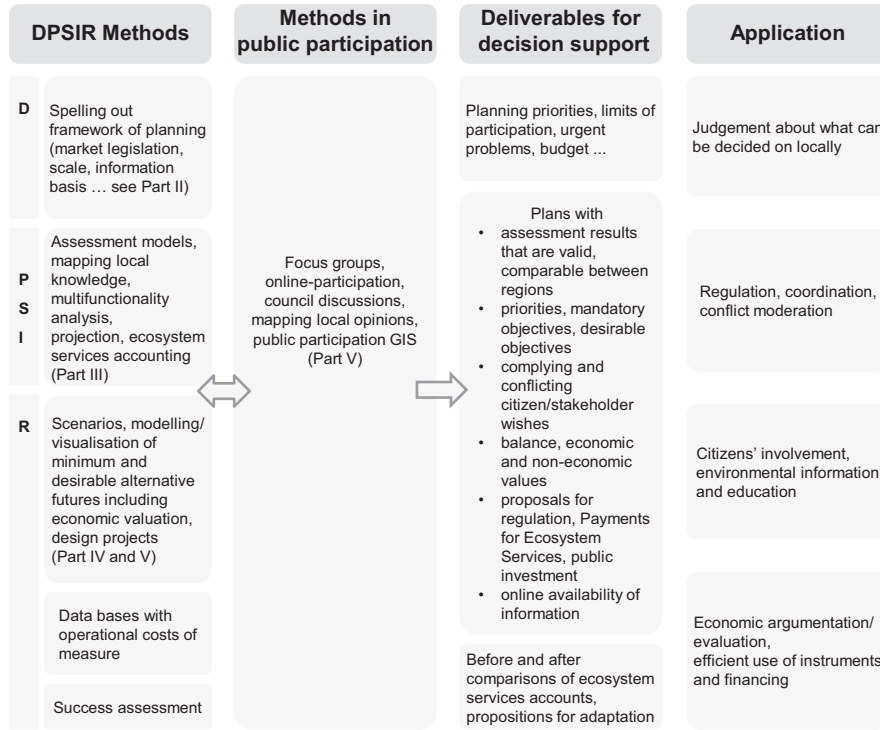 DPSIR Methods
Methods in
public participation
Deliverables for
decision support
Application
D
Spelling out
framework of planning
(market legislation,
scale, information
basis … see Part II)
P
S
I
Assessment models,
mapping local
knowledge,
multifunctionality
analysis,
projection, ecosystem
services accounting
(Part III)
R
Scenarios, modelling/
visualisation of
minimum and
desirable alternative
futures including
economic valuation,
design projects
(Part IV and V)
Data bases with
operational costs of
measure
Success assessment
Focus groups,
online-participation,
council discussions,
mapping local opinions,
public participation GIS
(Part V)
Planning priorities, limits of
participation, urgent
problems, budget ...
Plans with
• assessment results
that are valid,
comparable between
regions
• priorities, mandatory
objectives, desirable
objectives
• complying and
conflicting
citizen/stakeholder
wishes
• balance, economic
and non-economic
values
• proposals for
regulation, Payments
for Ecosystem
Services, public
investment
• online availability of
information
Before and after
comparisons of ecosystem
services accounts,
propositions for adaptation
Judgement about what can
be decided on locally
Regulation, coordination,
conflict moderation
Citizens’ involvement,
environmental information
and education
Economic argumentation/
evaluation,
efficient use of instruments
and financing